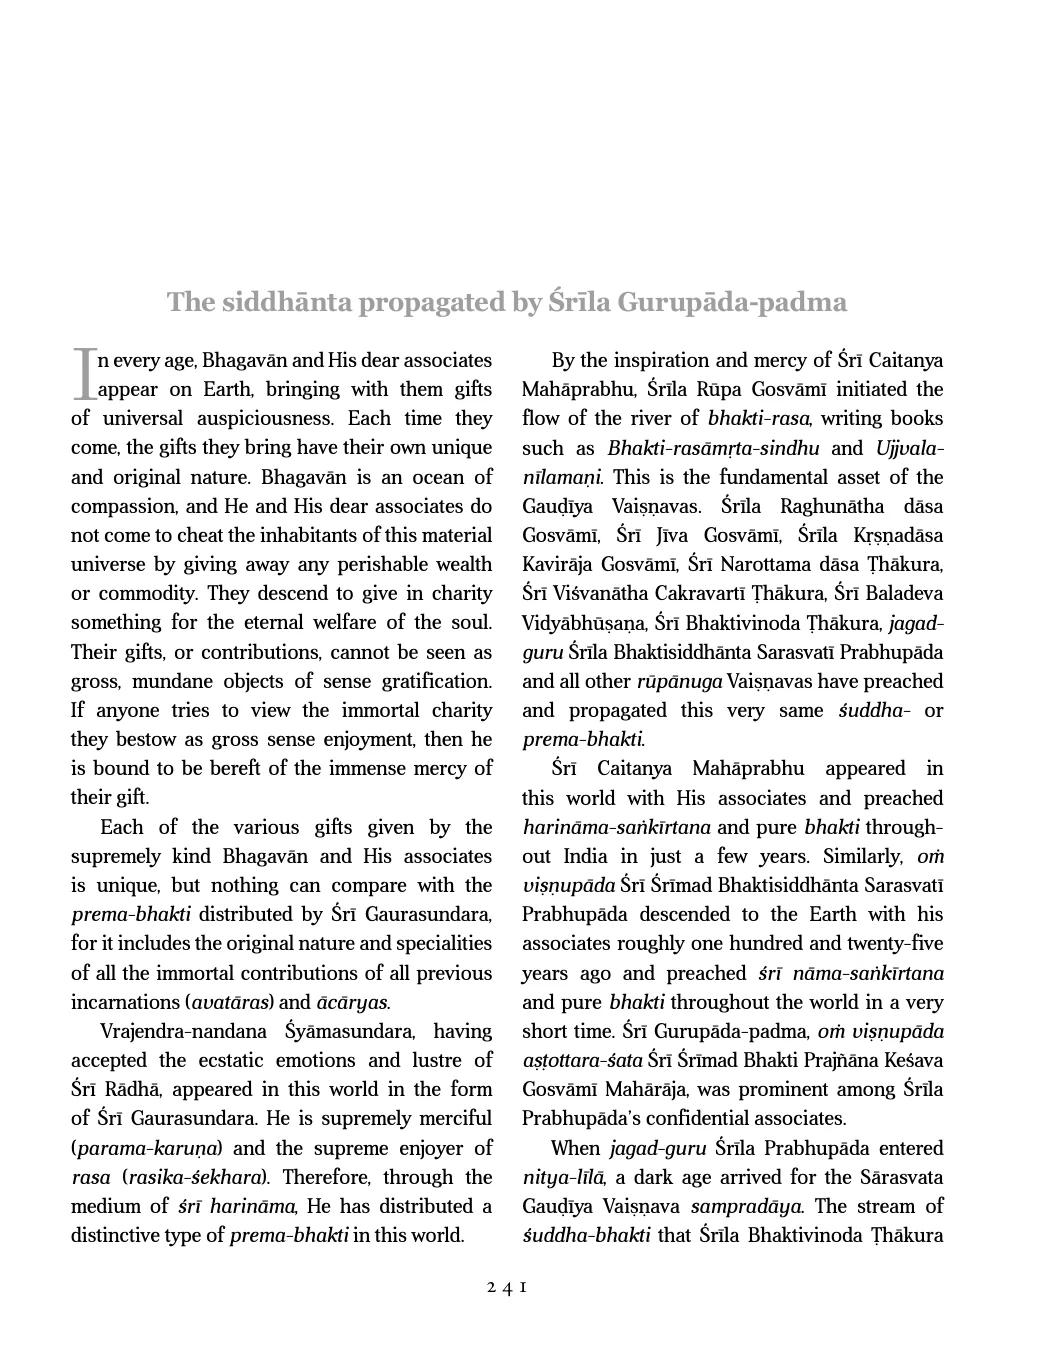 The siddhānta propagated by Śrīla Gurupāda-padma
In every age, Bhagavān and His dear associates
appear on Earth, bringing with them gifts
of universal auspiciousness. Each time they
come, the gifts they bring have their own unique
and original nature. Bhagavān is an ocean of
compassion, and He and His dear associates do
not come to cheat the inhabitants of this material
universe by giving away any perishable wealth
or commodity. They descend to give in charity
something for the eternal welfare of the soul.
Their gifts, or contributions, cannot be seen as
gross, mundane objects of sense gratification.
If anyone tries to view the immortal charity
they bestow as gross sense enjoyment, then he
is bound to be bereft of the immense mercy of
their gift.
Each of the various gifts given by the
supremely kind Bhagavān and His associates
is unique, but nothing can compare with the
prema-bhakti distributed by Śrī Gaurasundara,
for it includes the original nature and specialities
of all the immortal contributions of all previous
incarnations (avatāras) and ācāryas.
Vrajendra-nandana Śyāmasundara, having
accepted the ecstatic emotions and lustre of
Śrī Rādhā, appeared in this world in the form
of Śrī Gaurasundara. He is supremely merciful
(parama-karuṇa) and the supreme enjoyer of
rasa (rasika-śekhara). Therefore, through the
medium of śrī harināma, He has distributed a
distinctive type of prema-bhakti in this world.
By the inspiration and mercy of Śrī Caitanya
Mahāprabhu, Śrīla Rūpa Gosvāmī initiated the
flow of the river of bhakti-rasa, writing books
such as Bhakti-rasāmṛta-sindhu and Ujjvala-
nīlamaṇi. This is the fundamental asset of the
Gauḍīya Vaiṣṇavas. Śrīla Raghunātha dāsa
Gosvāmī, Śrī Jīva Gosvāmī, Śrīla Kṛṣṇadāsa
Kavirāja Gosvāmī, Śrī Narottama dāsa Ṭhākura,
Śrī Viśvanātha Cakravartī Ṭhākura, Śrī Baladeva
Vidyābhūṣaṇa, Śrī Bhaktivinoda Ṭhākura, jagad-
guru Śrīla Bhaktisiddhānta Sarasvatī Prabhupāda
and all other rūpānuga Vaiṣṇavas have preached
and propagated this very same śuddha- or
prema-bhakti.
Śrī Caitanya Mahāprabhu appeared in
this world with His associates and preached
harināma-saṅkīrtana and pure bhakti through-
out India in just a few years. Similarly, oṁ
viṣṇupāda Śrī Śrīmad Bhaktisiddhānta Sarasvatī
Prabhupāda descended to the Earth with his
associates roughly one hundred and twenty-five
years ago and preached śrī nāma-saṅkīrtana
and pure bhakti throughout the world in a very
short time. Śrī Gurupāda-padma, oṁ viṣṇupāda
aṣṭottara-śata Śrī Śrīmad Bhakti Prajñāna Keśava
Gosvāmī Mahārāja, was prominent among Śrīla
Prabhupāda’s confidential associates.
When jagad-guru Śrīla Prabhupāda entered
nitya-līlā, a dark age arrived for the Sārasvata
Gauḍīya Vaiṣṇava sampradāya. The stream of
śuddha-bhakti that Śrīla Bhaktivinoda Ṭhākura
241